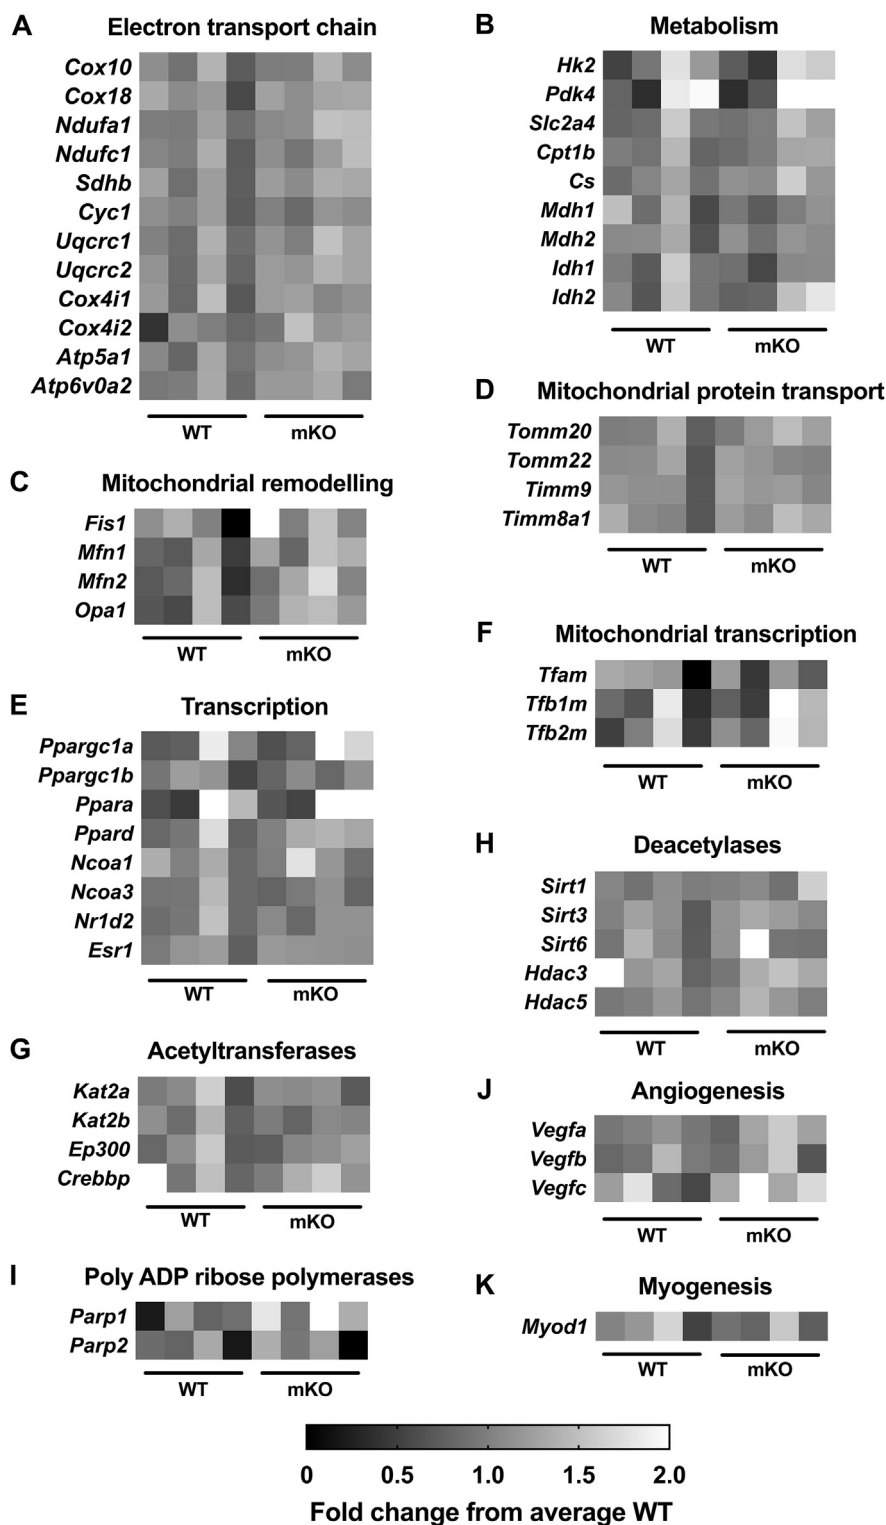 A Electron transport chain
Cox10
Cox18
Ndufa1
Ndufc1
Sdhb
Cyc1
Uqcrc1
Uqcrc2
Cox4i1
Cox4i2
Atp5a1
Atp6v0a2
WT mKO
B Metabolism
Hk2
Pdk4
Slc2a4
Cpt1b
Cs
Mdh1
Mdh2
Idh1
Idh2
WT mKO
C Mitochondrial remodelling
Fis1
Mfn1
Mfn2
Opa1
WT mKO
D Mitochondrial protein transport
Tomm20
Tomm22
Timm9
Timm8a1
WT mKO
E Transcription
Ppargc1a
Ppargc1b
Ppara
Ppard
Ncoa1
Ncoa3
Nr1d2
Esr1
WT mKO
F Mitochondrial transcription
Tfam
Tfb1m
Tfb2m
WT mKO
G Acetyltransferases
Kat2a
Kat2b
Ep300
Crebbp
WT mKO
H Deacetylases
Sirt1
Sirt3
Sirt6
Hdac3
Hdac5
WT mKO
I Poly ADP ribose polymerases
Parp1
Parp2
WT mKO
J Angiogenesis
Vegfa
Vegfb
Vegfc
WT mKO
K Myogenesis
Myod1
WT mKO
0 0.5 1.0 1.5 2.0
Fold change from average WT